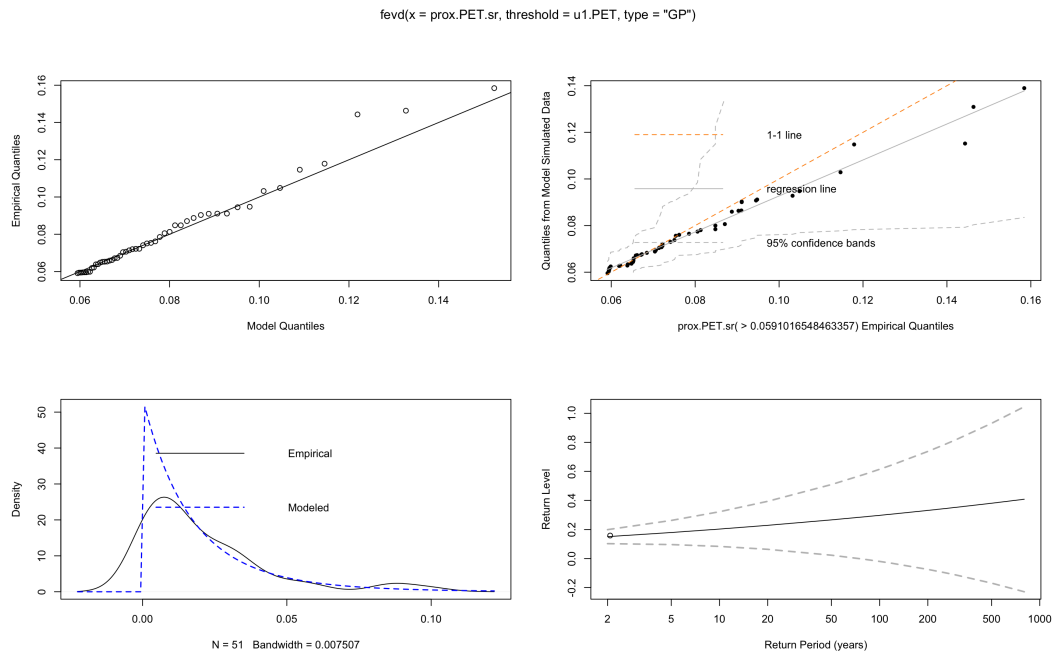 fevd(x = prox.PET.sr, threshold = u1.PET, type = "GP")
Empirical Quantiles
0.16
0.14
0.12
0.10
0.08
0.06
0.06 0.08 0.10 0.12 0.14
Model Quantiles
Quantiles from Model Simulated Data
0.14
0.12
0.10
0.08
0.06
1-1 line
regression line
95% confidence bands
0.06 0.08 0.10 0.12 0.14 0.16
prox.PET.sr( > 0.0591016548463357) Empirical Quantiles
Density
50
40
30
20
10
0
Empirical
Modeled
0.00 0.05 0.10
N = 51 Bandwidth = 0.007507
Return Level
1.0
0.8
0.6
0.4
0.2
0.0
-0.2
2 5 10 20 50 100 200 500 1000
Return Period (years)